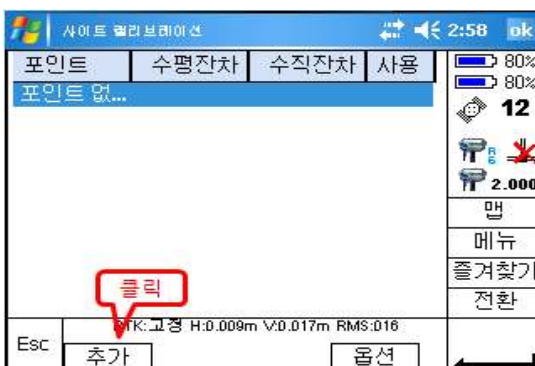 사이트 캘리브레이션 2:58 ok
포인트 수평잔차 수직잔차 사용
포인트 없...
80%
80%
12
R
6
2.000
맵
메뉴
즐겨찾기
전환
클릭
RTK:고정 H:0.009m V:0.017m RMS:016
Esc
추가
옵션